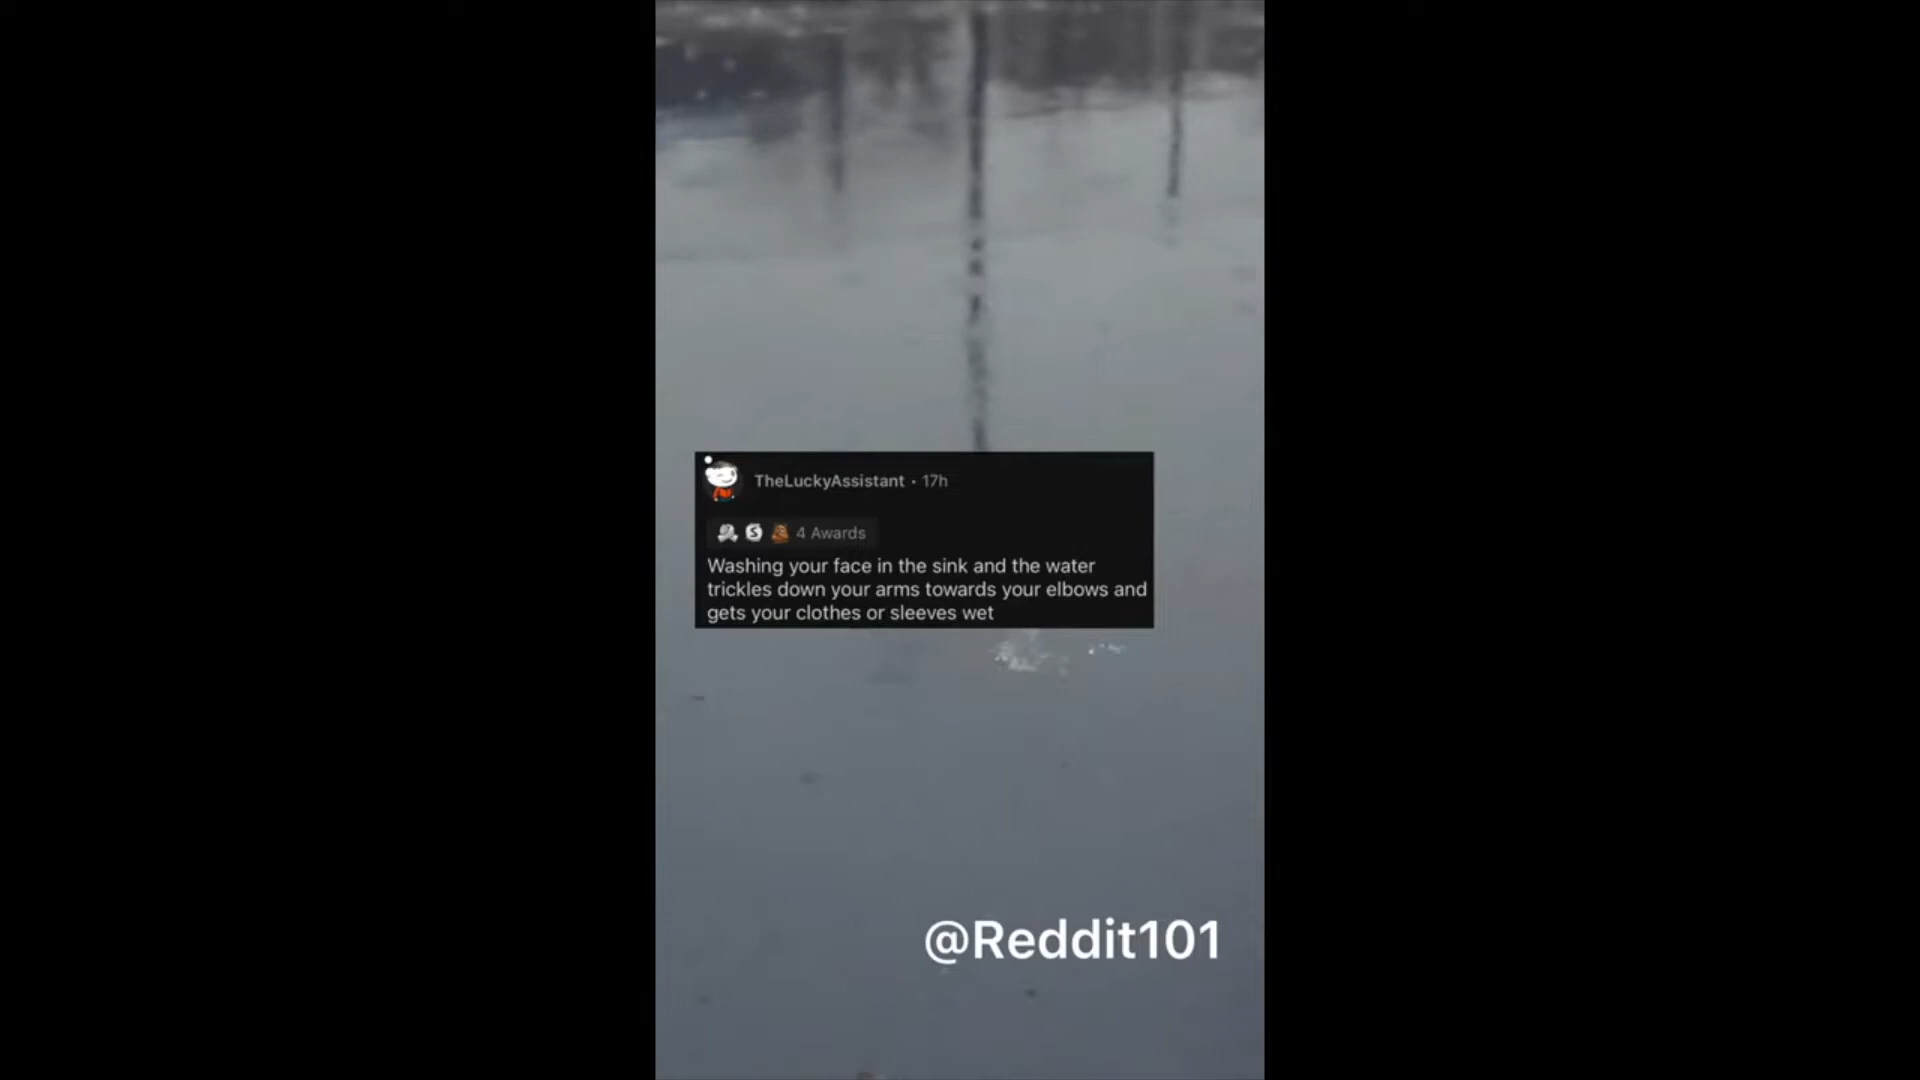 TheLuckyAssistant · 17h
4 Awards
Washing your face in the sink and the water
trickles down your arms towards your elbows and
gets your clothes or sleeves wet
@Reddit101